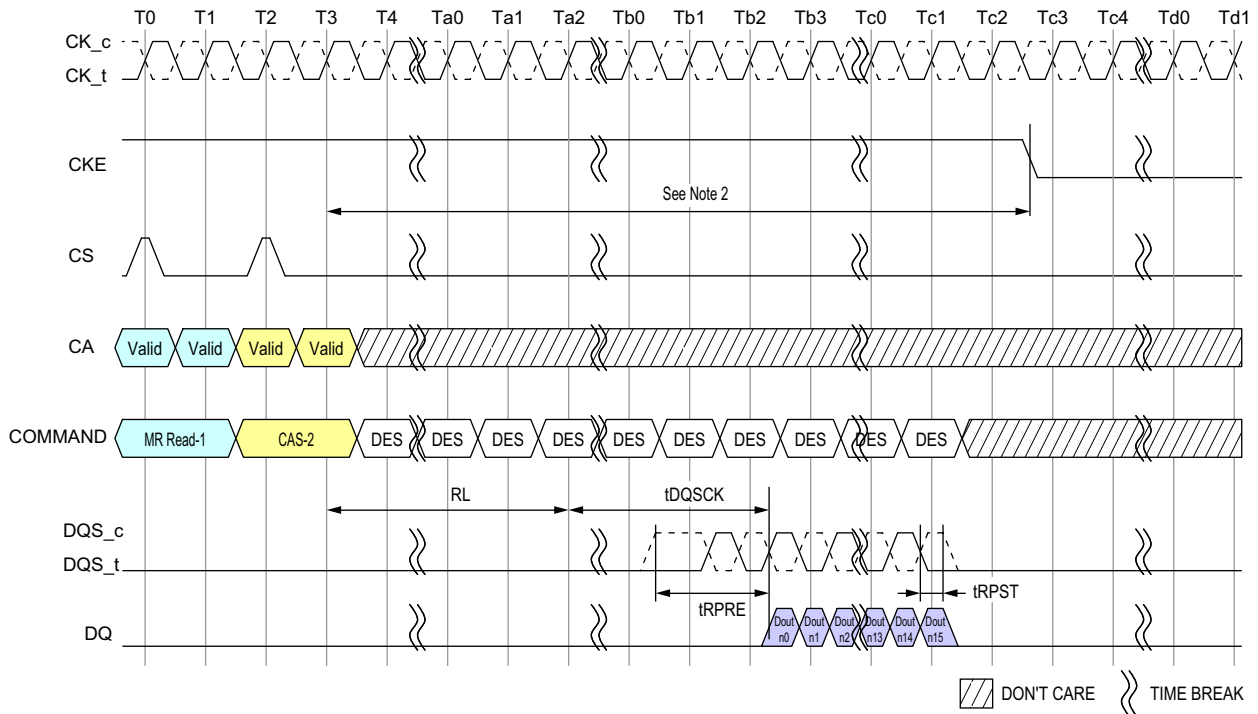 T0 T1 T2 T3 T4 Ta0 Ta1 Ta2 Tb0 Tb1 Tb2 Tb3 Tc0 Tc1 Tc2 Tc3 Tc4 Td0 Td1
CK_c
CK_t
CKE
See Note 2
CS
CA Valid Valid Valid Valid
COMMAND MR Read-1 CAS-2 DES DES DES DES DES DES DES DES DES DES
RL tDQSCK
DQS_c
DQS_t
tRPRE tRPST
DQ
Dout Dout Dout Dout Dout Dout
n0 n1 n2 n13 n14 n15
DON'T CARE TIME BREAK